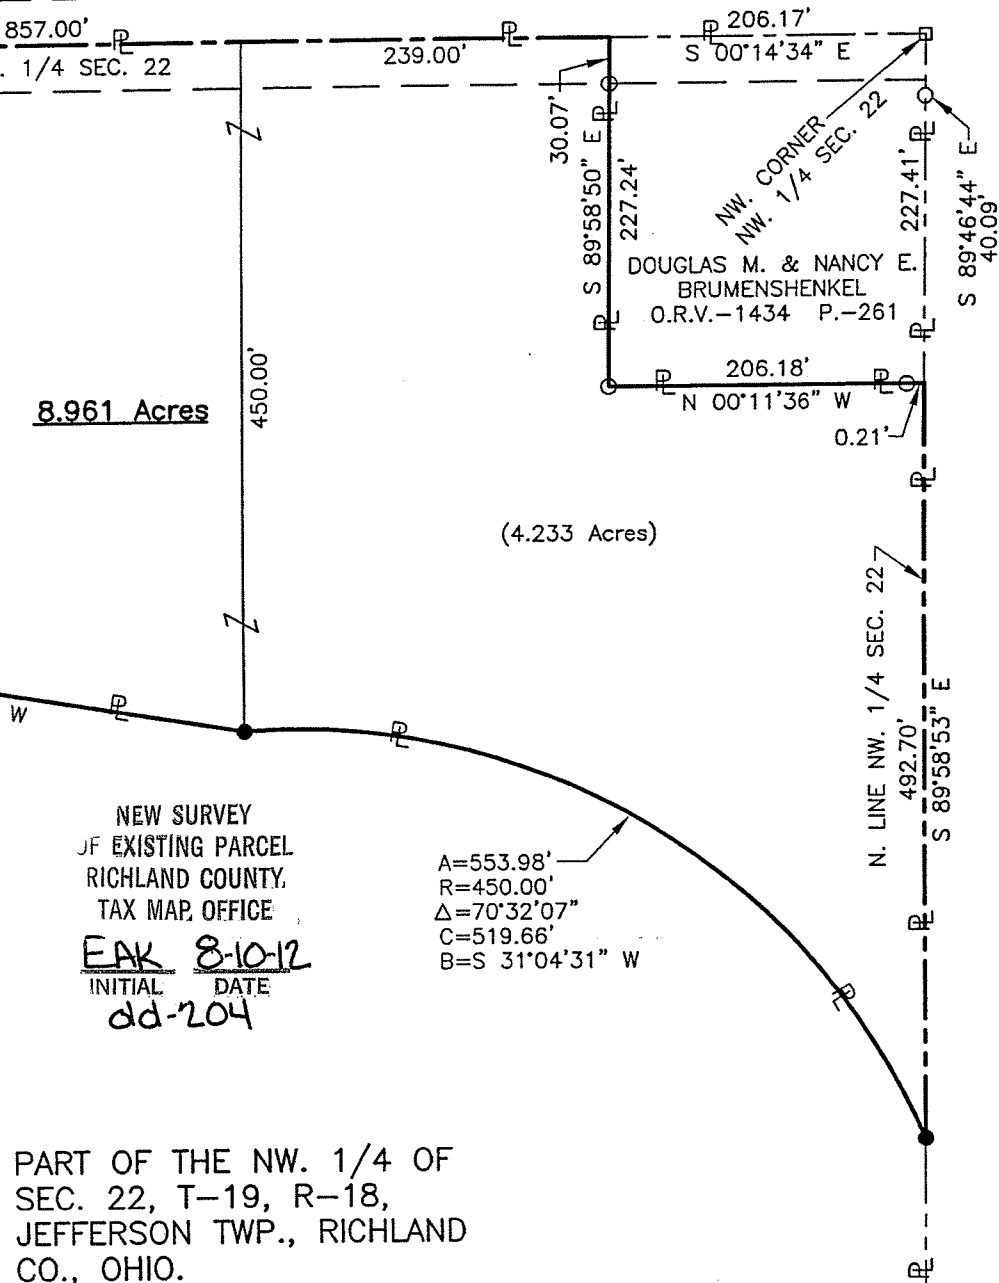 857.00'
. 1/4 SEC. 22
239.00'
206.17'
S 00°14'34" E
30.07'
S 89°58'50" E
227.24'
NW. CORNER
NW. 1/4 SEC. 22
227.41'
S 89°46'44" E
40.09'
DOUGLAS M. & NANCY E.
BRUMENSHENKEL
O.R.V.-1434 P.-261
206.18'
N 00°11'36" W
0.21'
8.961 Acres
450.00'
(4.233 Acres)
N. LINE NW. 1/4 SEC. 22
492.70'
S 89°58'53" E
W
NEW SURVEY
OF EXISTING PARCEL
RICHLAND COUNTY
TAX MAP OFFICE
EAK 8-10-12
INITIAL DATE
dd-204
A=553.98'
R=450.00'
Δ=70°32'07"
C=519.66'
B=S 31°04'31" W
PART OF THE NW. 1/4 OF
SEC. 22, T-19, R-18,
JEFFERSON TWP., RICHLAND
CO., OHIO.